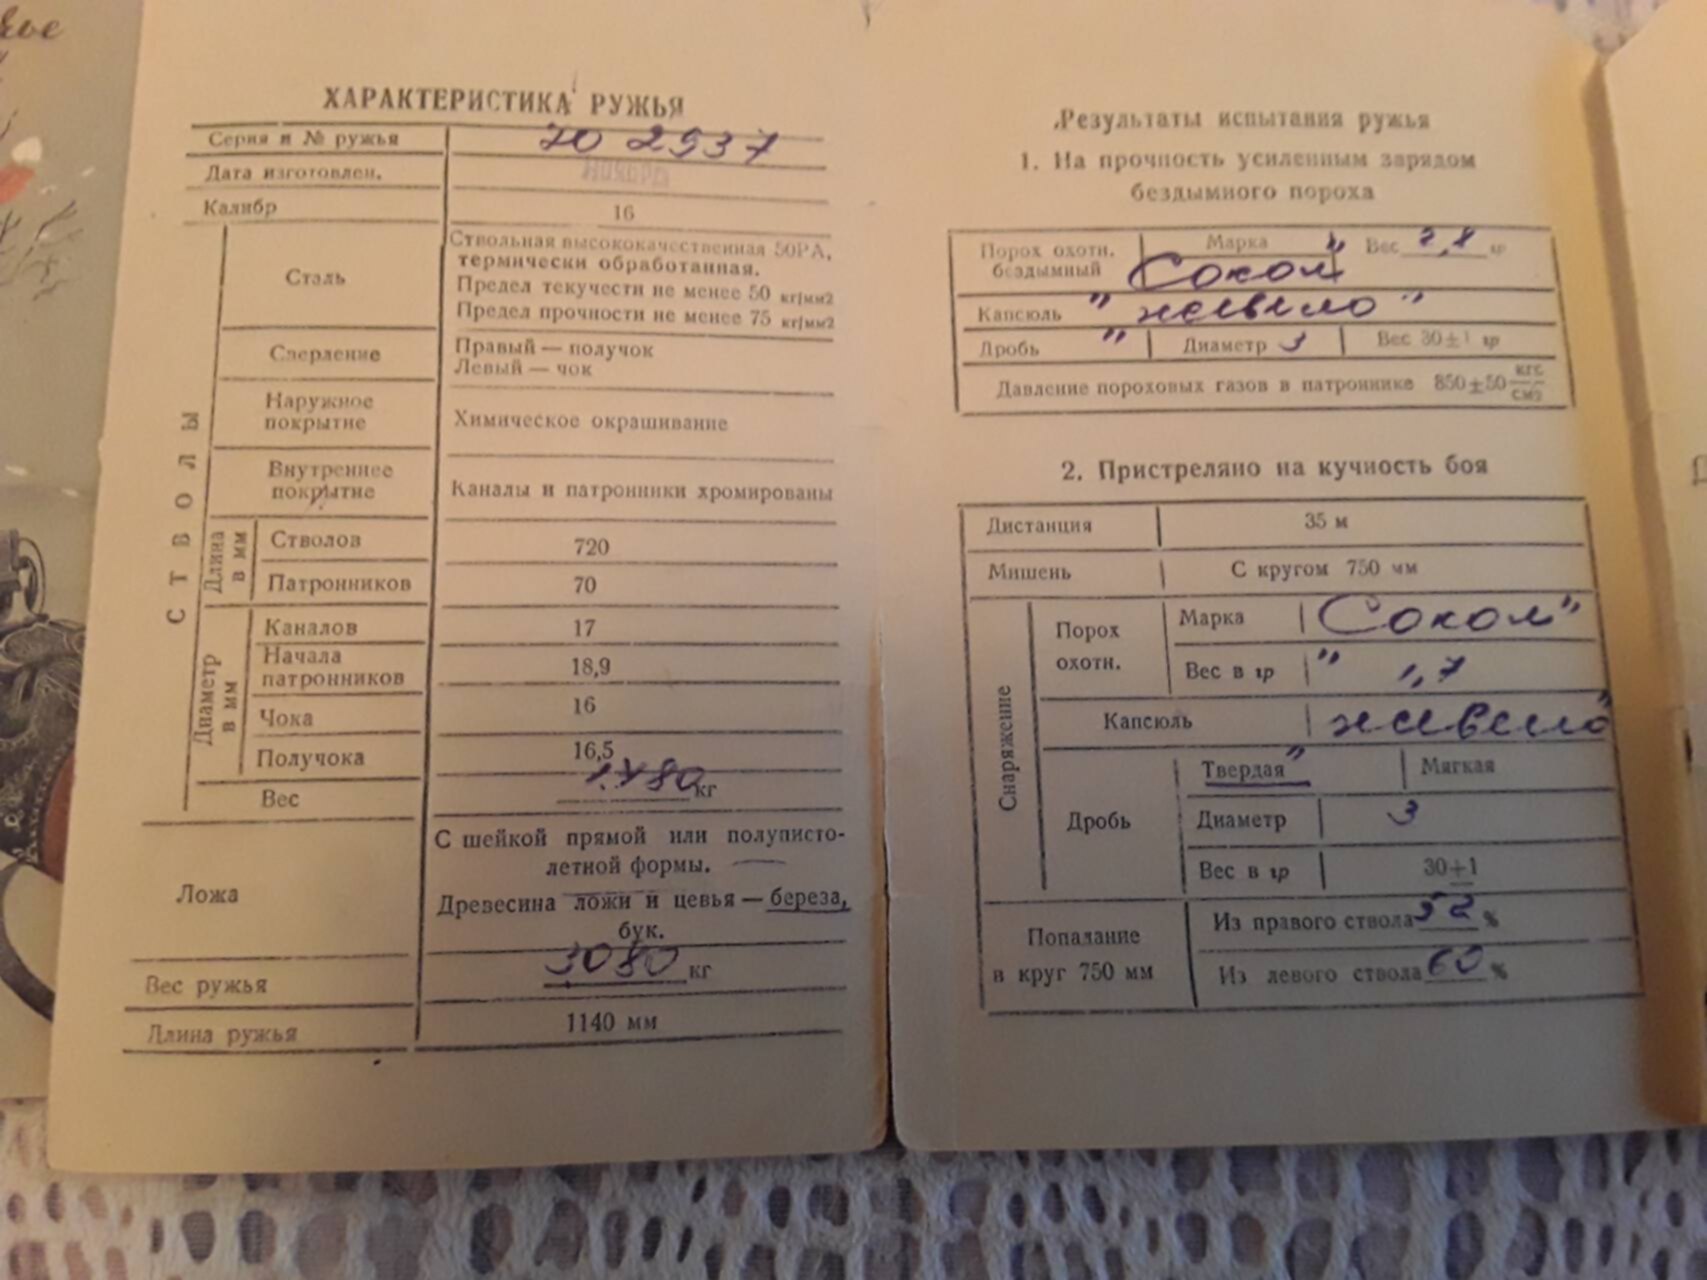 ХАРАКТЕРИСТИКА РУЖЬЯ
Серия и № ружья 70 2937
Дата изготовлен.
Калибр 16
СТВОЛЫ
Сталь Ствольная высококачественная 50РА,
термически обработанная.
Предел текучести не менее 50 кг/мм2
Предел прочности не менее 75 кг/мм2
Сверление Правый — получок
Левый — чок
Наружное покрытие Химическое окрашивание
Внутреннее покрытие Каналы и патронники хромированы
Длина в мм
Стволов 720
Патронников 70
Диаметр в мм
Каналов 17
Начала патронников 18,9
Чока 16
Получока 16,5
Вес кг
Ложа С шейкой прямой или полуписто-
летной формы.
Древесина ложи и цевья — береза,
бук.
Вес ружья 3080 кг
Длина ружья 1140 мм
Результаты испытания ружья
1. На прочность усиленным зарядом
бездымного пороха
Порох охотн. бездымный Марка "Сокол" Вес 2,8 гр
Капсюль "жевело"
Дробь " Диаметр 3 Вес 30±1 гр
Давление пороховых газов в патроннике 850±50 кгс/см2
2. Пристреляно на кучность боя
Дистанция 35 м
Мишень С кругом 750 мм
Снаряжение
Порох охотн. Марка "Сокол"
Вес в гр 1,7
Капсюль "жевело"
Дробь Твердая Мягкая
Диаметр 3
Вес в гр 30±1
Попадание в круг 750 мм
Из правого ствола 52 %
Из левого ствола 60 %